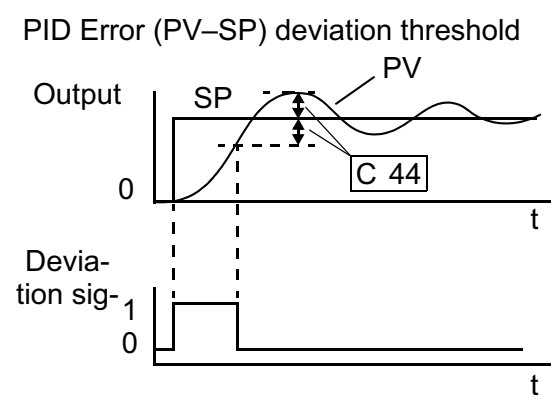 PID Error (PV–SP) deviation threshold
PV
Output
SP
C 44
0
t
Devia-
tion sig-
1
0
t